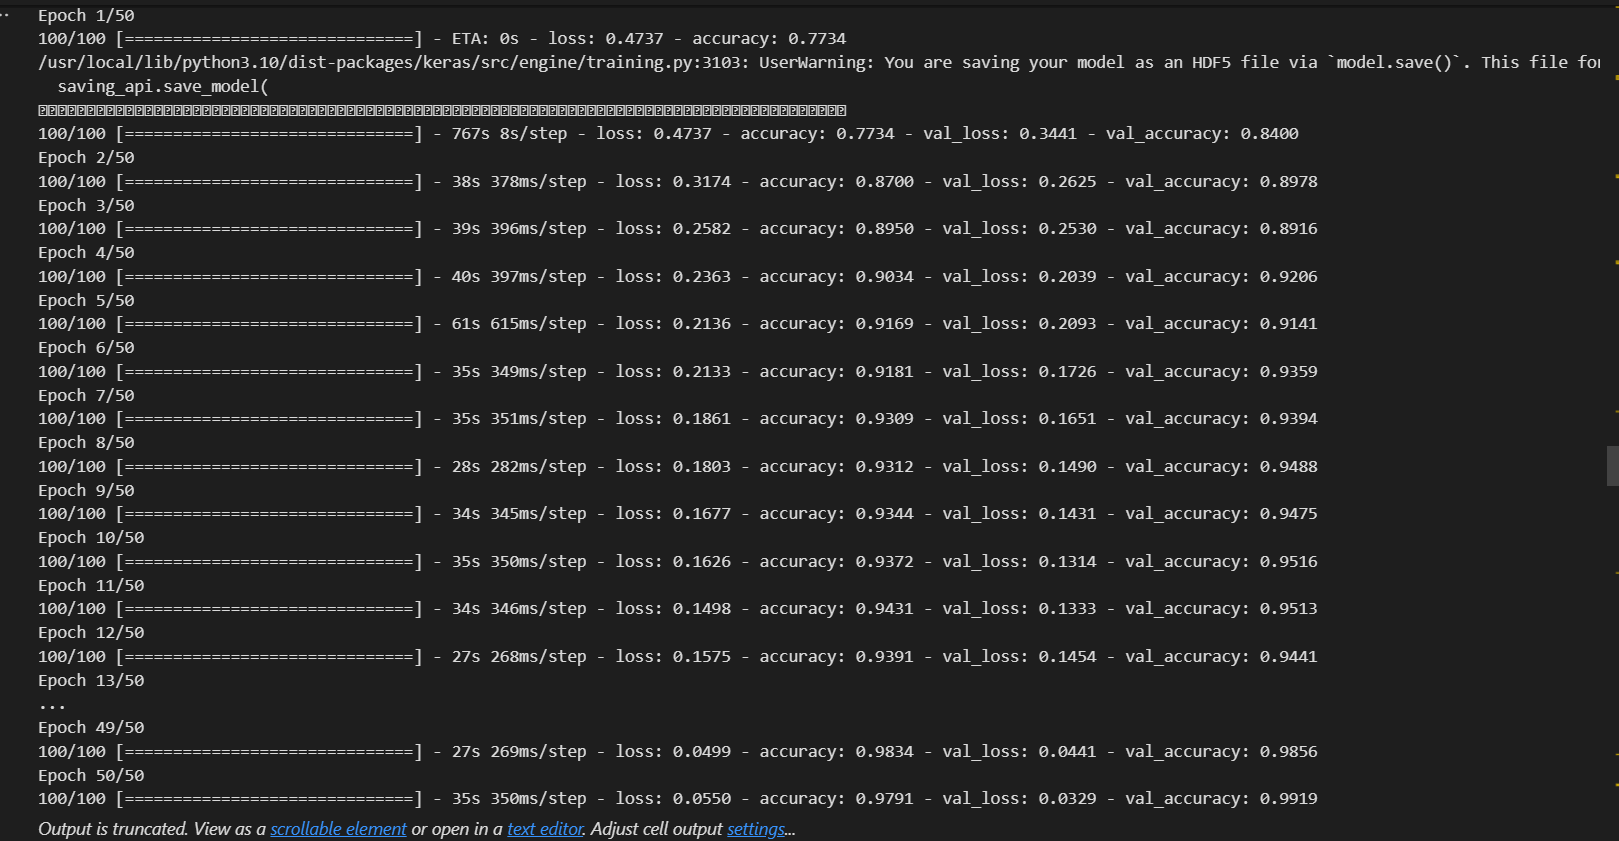 Epoch 1/50
100/100 [==============================] - ETA: 0s - loss: 0.4737 - accuracy: 0.7734
/usr/local/lib/python3.10/dist-packages/keras/src/engine/training.py:3103: UserWarning: You are saving your model as an HDF5 file via `model.save()`. This file for
  saving_api.save_model(
100/100 [==============================] - 767s 8s/step - loss: 0.4737 - accuracy: 0.7734 - val_loss: 0.3441 - val_accuracy: 0.8400
Epoch 2/50
100/100 [==============================] - 38s 378ms/step - loss: 0.3174 - accuracy: 0.8700 - val_loss: 0.2625 - val_accuracy: 0.8978
Epoch 3/50
100/100 [==============================] - 39s 396ms/step - loss: 0.2582 - accuracy: 0.8950 - val_loss: 0.2530 - val_accuracy: 0.8916
Epoch 4/50
100/100 [==============================] - 40s 397ms/step - loss: 0.2363 - accuracy: 0.9034 - val_loss: 0.2039 - val_accuracy: 0.9206
Epoch 5/50
100/100 [==============================] - 61s 615ms/step - loss: 0.2136 - accuracy: 0.9169 - val_loss: 0.2093 - val_accuracy: 0.9141
Epoch 6/50
100/100 [==============================] - 35s 349ms/step - loss: 0.2133 - accuracy: 0.9181 - val_loss: 0.1726 - val_accuracy: 0.9359
Epoch 7/50
100/100 [==============================] - 35s 351ms/step - loss: 0.1861 - accuracy: 0.9309 - val_loss: 0.1651 - val_accuracy: 0.9394
Epoch 8/50
100/100 [==============================] - 28s 282ms/step - loss: 0.1803 - accuracy: 0.9312 - val_loss: 0.1490 - val_accuracy: 0.9488
Epoch 9/50
100/100 [==============================] - 34s 345ms/step - loss: 0.1677 - accuracy: 0.9344 - val_loss: 0.1431 - val_accuracy: 0.9475
Epoch 10/50
100/100 [==============================] - 35s 350ms/step - loss: 0.1626 - accuracy: 0.9372 - val_loss: 0.1314 - val_accuracy: 0.9516
Epoch 11/50
100/100 [==============================] - 34s 346ms/step - loss: 0.1498 - accuracy: 0.9431 - val_loss: 0.1333 - val_accuracy: 0.9513
Epoch 12/50
100/100 [==============================] - 27s 268ms/step - loss: 0.1575 - accuracy: 0.9391 - val_loss: 0.1454 - val_accuracy: 0.9441
Epoch 13/50
...
Epoch 49/50
100/100 [==============================] - 27s 269ms/step - loss: 0.0499 - accuracy: 0.9834 - val_loss: 0.0441 - val_accuracy: 0.9856
Epoch 50/50
100/100 [==============================] - 35s 350ms/step - loss: 0.0550 - accuracy: 0.9791 - val_loss: 0.0329 - val_accuracy: 0.9919
Output is truncated. View as a scrollable element or open in a text editor. Adjust cell output settings...